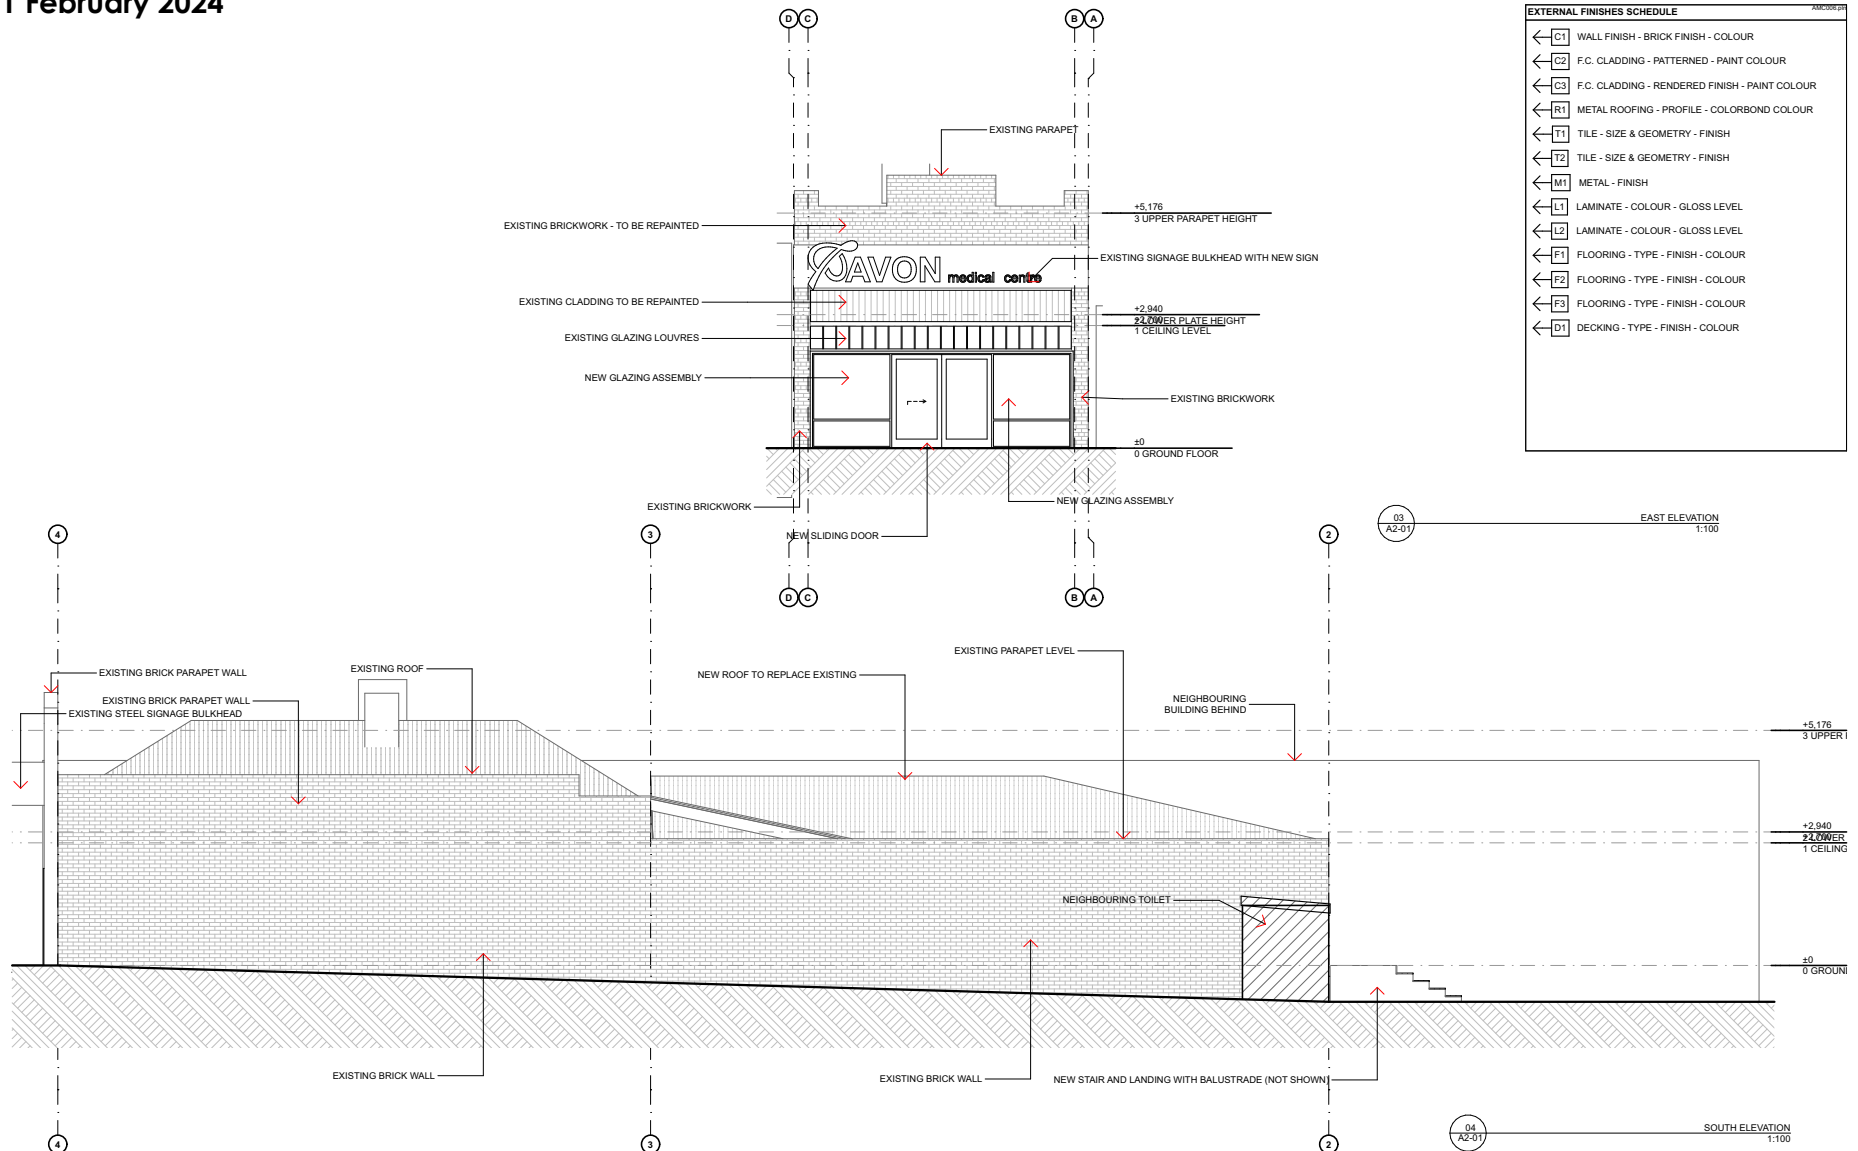 1 February 2024
D C B A
EXTERNAL FINISHES SCHEDULE
C1 WALL FINISH - BRICK FINISH - COLOUR
C2 F.C. CLADDING - PATTERNED - PAINT COLOUR
C3 F.C. CLADDING - RENDERED FINISH - PAINT COLOUR
R1 METAL ROOFING - PROFILE - COLORBOND COLOUR
T1 TILE - SIZE & GEOMETRY - FINISH
T2 TILE - SIZE & GEOMETRY - FINISH
M1 METAL - FINISH
L1 LAMINATE - COLOUR - GLOSS LEVEL
L2 LAMINATE - COLOUR - GLOSS LEVEL
F1 FLOORING - TYPE - FINISH - COLOUR
F2 FLOORING - TYPE - FINISH - COLOUR
F3 FLOORING - TYPE - FINISH - COLOUR
D1 DECKING - TYPE - FINISH - COLOUR
EXISTING PARAPET
+5,176
3 UPPER PARAPET HEIGHT
EXISTING BRICKWORK - TO BE REPAINTED
AVON medical centre
EXISTING SIGNAGE BULKHEAD WITH NEW SIGN
EXISTING CLADDING TO BE REPAINTED
+2,940
2 LOWER PLATE HEIGHT
1 CEILING LEVEL
EXISTING GLAZING LOUVRES
NEW GLAZING ASSEMBLY
EXISTING BRICKWORK
±0
0 GROUND FLOOR
EXISTING BRICKWORK
NEW GLAZING ASSEMBLY
NEW SLIDING DOOR
03
A2-01
EAST ELEVATION
1:100
4 3 2
D C B A
EXISTING BRICK PARAPET WALL
EXISTING ROOF
NEW ROOF TO REPLACE EXISTING
EXISTING PARAPET LEVEL
NEIGHBOURING
BUILDING BEHIND
EXISTING BRICK PARAPET WALL
EXISTING STEEL SIGNAGE BULKHEAD
+5,176
3 UPPER
+2,940
2 LOWER
1 CEILING
NEIGHBOURING TOILET
±0
0 GROUN
EXISTING BRICK WALL
EXISTING BRICK WALL
NEW STAIR AND LANDING WITH BALUSTRADE (NOT SHOWN)
4 3 2
04
A2-01
SOUTH ELEVATION
1:100